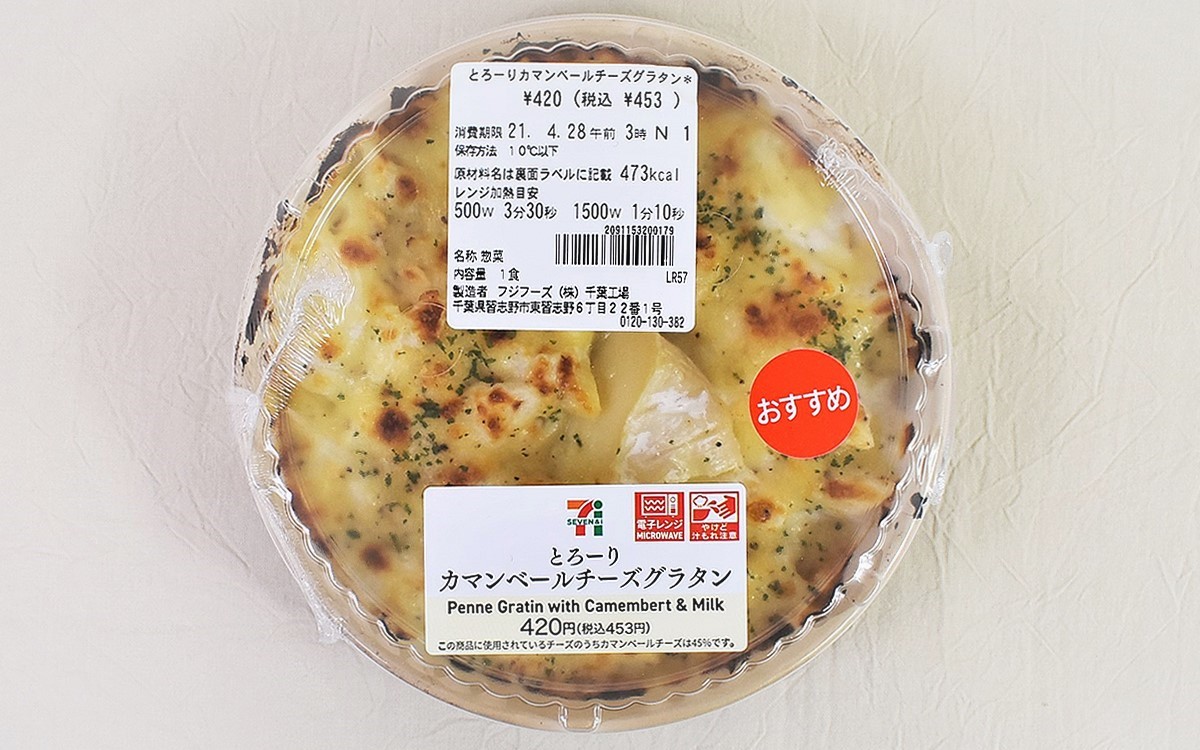 とろーりカマンベールチーズグラタン*
¥420 (税込 ¥453 )
消費期限 21. 4. 28 午前 3時 N 1
保存方法 10℃以下
原材料名は裏面ラベルに記載 473kcal
レンジ加熱目安
500W 3分30秒 1500W 1分10秒
2091153200179
名称 惣菜
内容量 1食 LR57
製造者 フジフーズ (株) 千葉工場
千葉県習志野市東習志野6丁目22番1号
0120-130-382
おすすめ
7i
SEVEN&i
電子レンジ
MICROWAVE
やけど
汁もれ注意
とろーり
カマンベールチーズグラタン
Penne Gratin with Camembert & Milk
420円(税込453円)
この商品に使用されているチーズのうちカマンベールチーズは45%です。